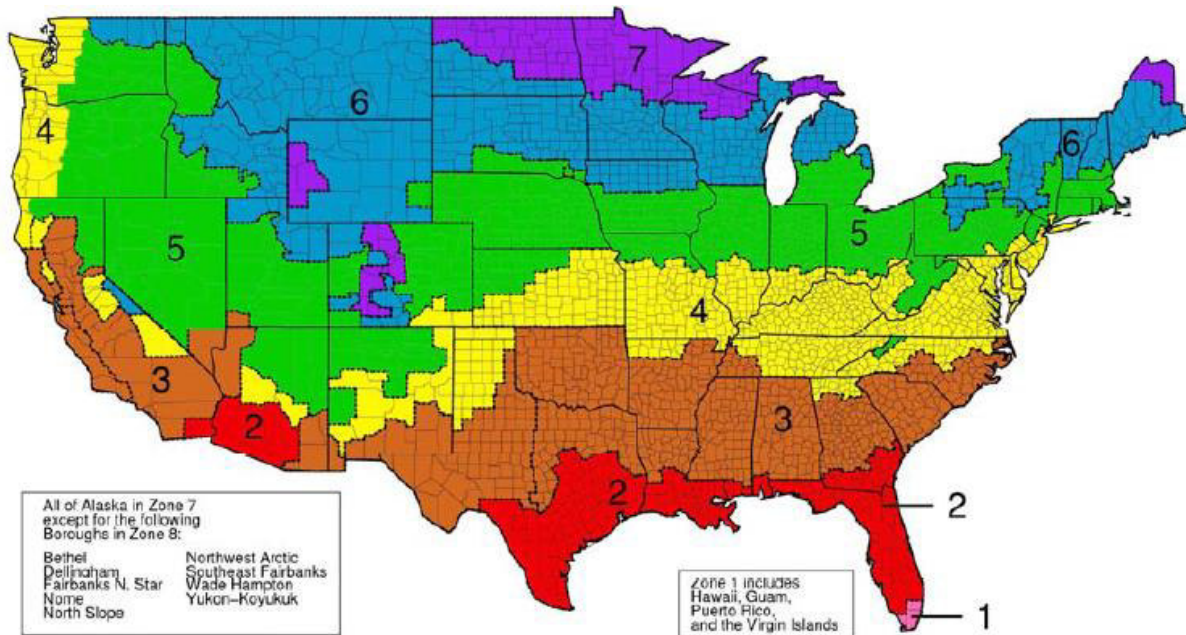 7
6
4
6
5
5
4
3
3
2
2
2
1
All of Alaska in Zone 7
except for the following
Boroughs in Zone 8:
Bethel
Dellingham
Fairbanks N. Star
Nome
North Slope
Northwest Arctic
Southeast Fairbanks
Wade Hampton
Yukon–Koyukuk
Zone 1 includes
Hawaii, Guam,
Puerto Rico,
and the Virgin Islands